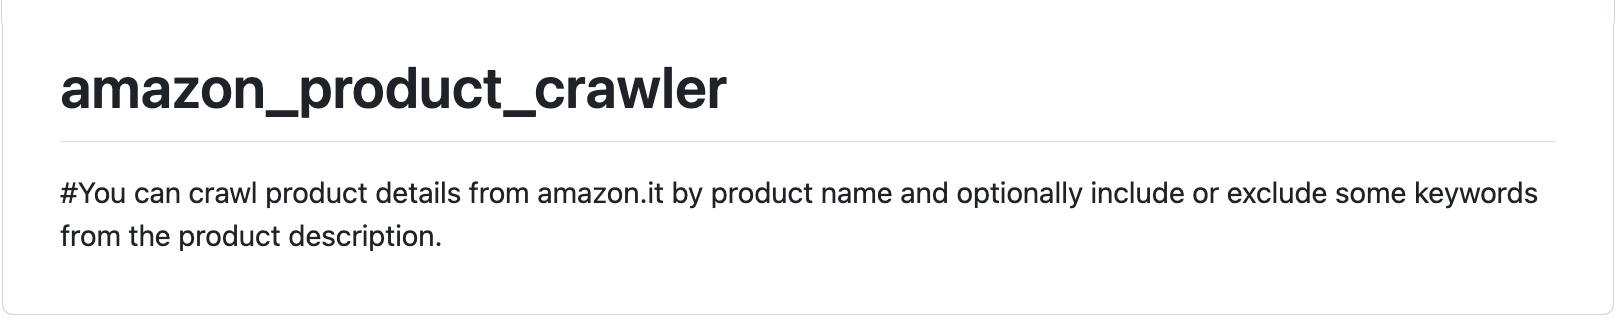 amazon_product_crawler
#You can crawl product details from amazon.it by product name and optionally include or exclude some keywords
from the product description.